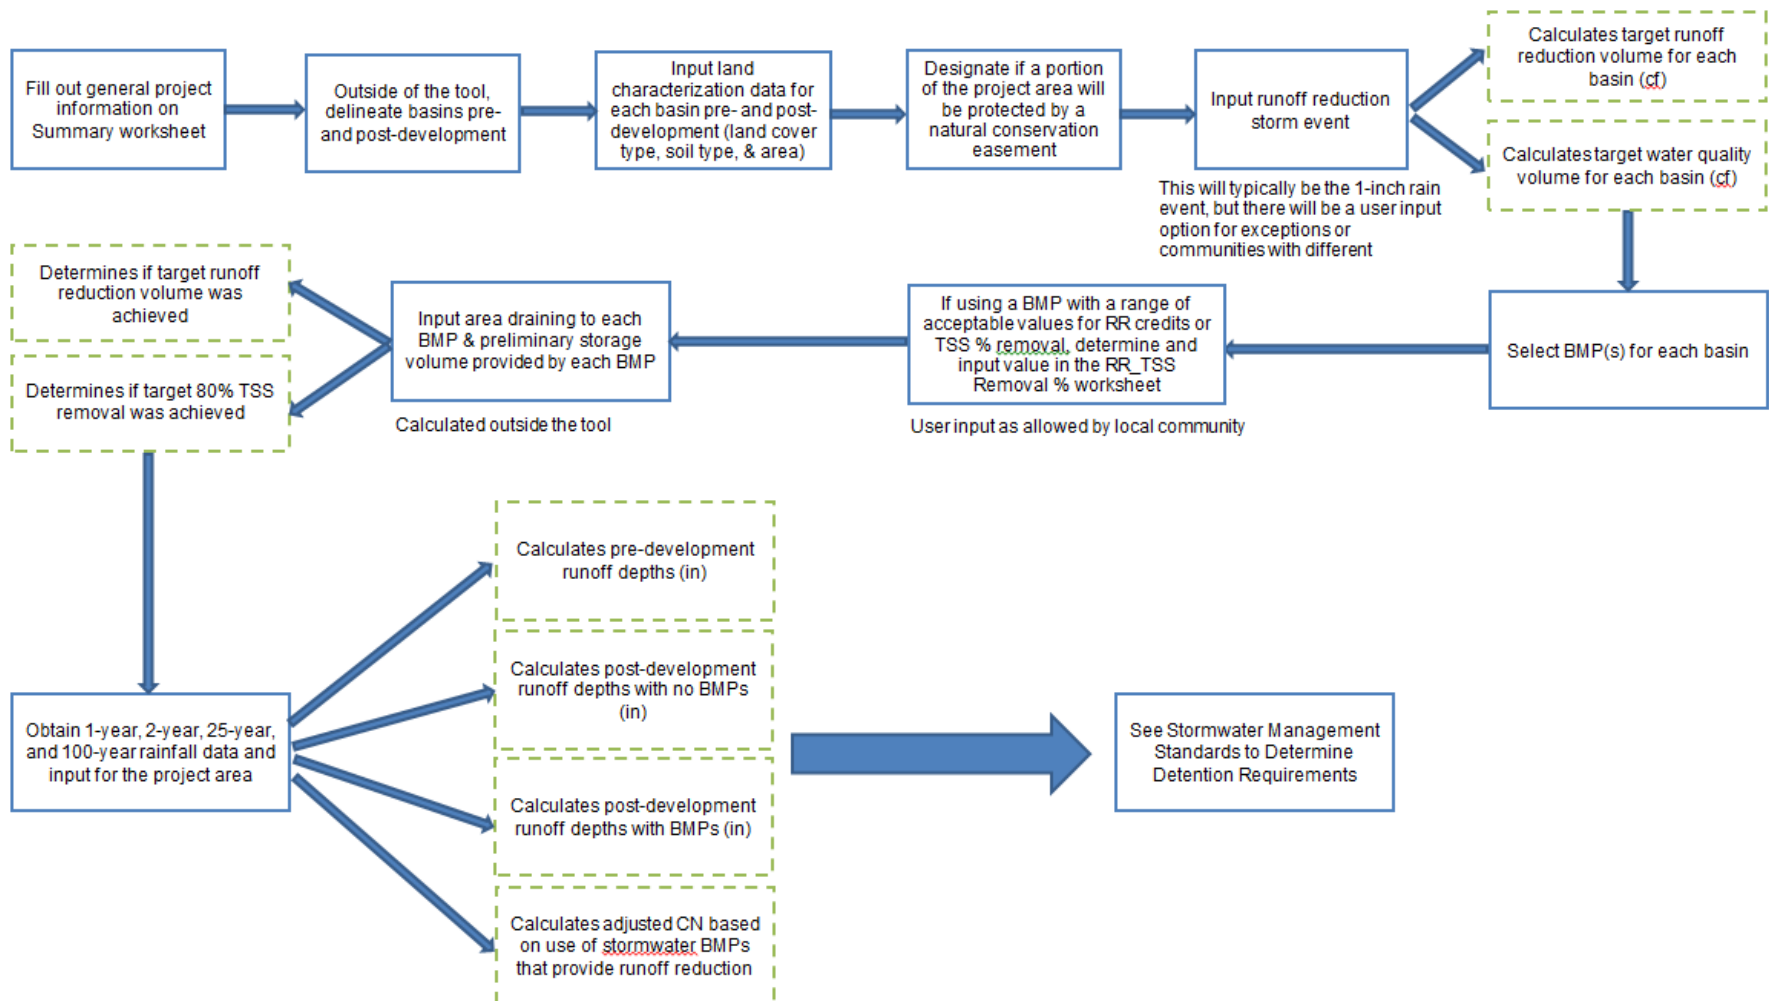 Fill out general project
information on
Summary worksheet
Outside of the tool,
delineate basins pre-
and post-development
Input land
characterization data for
each basin pre- and post-
development (land cover
type, soil type, & area)
Designate if a portion
of the project area will
be protected by a
natural conservation
easement
Input runoff reduction
storm event
This will typically be the 1-inch rain
event, but there will be a user input
option for exceptions or
communities with different
Calculates target runoff
reduction volume for each
basin (cf)
Calculates target water quality
volume for each basin (cf)
Select BMP(s) for each basin
If using a BMP with a range of
acceptable values for RR credits or
TSS % removal, determine and
input value in the RR_TSS
Removal % worksheet
User input as allowed by local community
Input area draining to each
BMP & preliminary storage
volume provided by each BMP
Calculated outside the tool
Determines if target runoff
reduction volume was
achieved
Determines if target 80% TSS
removal was achieved
Obtain 1-year, 2-year, 25-year,
and 100-year rainfall data and
input for the project area
Calculates pre-development
runoff depths (in)
Calculates post-development
runoff depths with no BMPs
(in)
Calculates post-development
runoff depths with BMPs (in)
Calculates adjusted CN based
on use of stormwater BMPs
that provide runoff reduction
See Stormwater Management
Standards to Determine
Detention Requirements